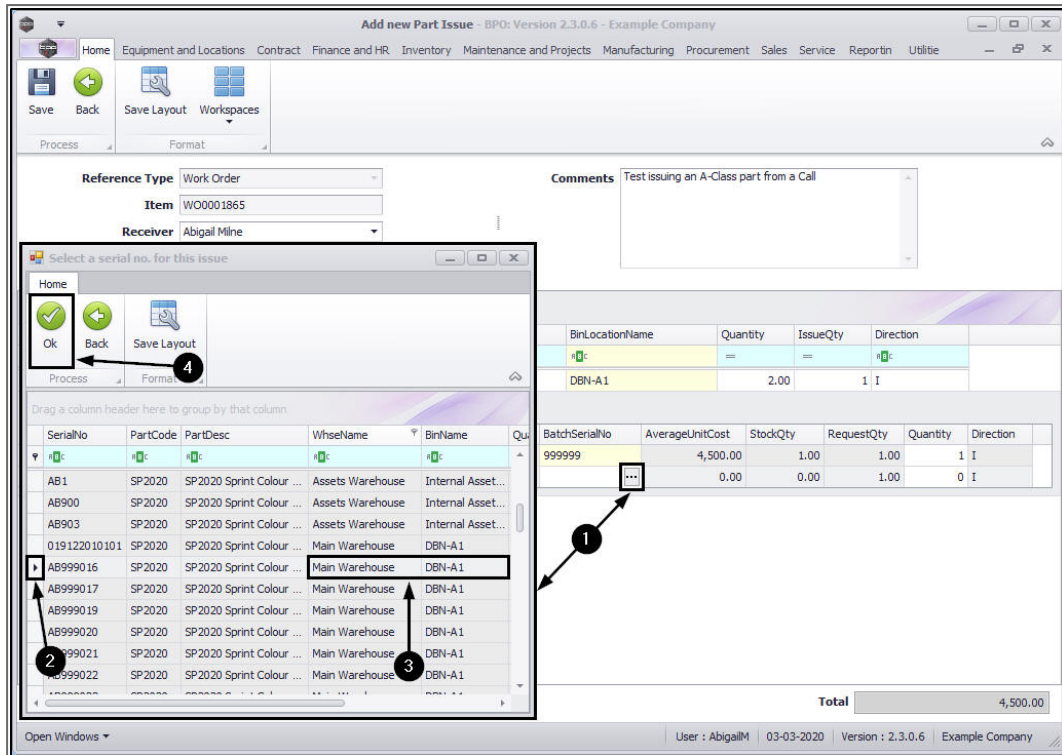 Add new Part Issue - BPO: Version 2.3.0.6 - Example Company
Home Equipment and Locations Contract Finance and HR Inventory Maintenance and Projects Manufacturing Procurement Sales Service Reportin Utilitie
Save Back Save Layout Workspaces
Process Format
Reference Type Work Order
Item WO0001865
Receiver Abigail Milne
Comments Test issuing an A-Class part from a Call
Select a serial no. for this issue
Home
Ok Back Save Layout
4
Process Format
Drag a column header here to group by that column
SerialNo PartCode PartDesc WhseName BinName Qua
AB1 SP2020 SP2020 Sprint Colour ... Assets Warehouse Internal Asset...
AB900 SP2020 SP2020 Sprint Colour ... Assets Warehouse Internal Asset...
AB903 SP2020 SP2020 Sprint Colour ... Assets Warehouse Internal Asset...
019122010101 SP2020 SP2020 Sprint Colour ... Main Warehouse DBN-A1
AB999016 SP2020 SP2020 Sprint Colour ... Main Warehouse DBN-A1
AB999017 SP2020 SP2020 Sprint Colour ... Main Warehouse DBN-A1
AB999019 SP2020 SP2020 Sprint Colour ... Main Warehouse DBN-A1
AB999020 SP2020 SP2020 Sprint Colour ... Main Warehouse DBN-A1
999021 SP2020 SP2020 Sprint Colour ... Main Warehouse DBN-A1
999022 SP2020 SP2020 Sprint Colour ... Main Warehouse DBN-A1
2 3
BinLocationName Quantity IssueQty Direction
= =
DBN-A1 2.00 1 I
BatchSerialNo AverageUnitCost StockQty RequestQty Quantity Direction
999999 4,500.00 1.00 1.00 1 I
... 0.00 0.00 1.00 0 I
1
Total 4,500.00
Open Windows User : AbigailM 03-03-2020 Version : 2.3.0.6 Example Company